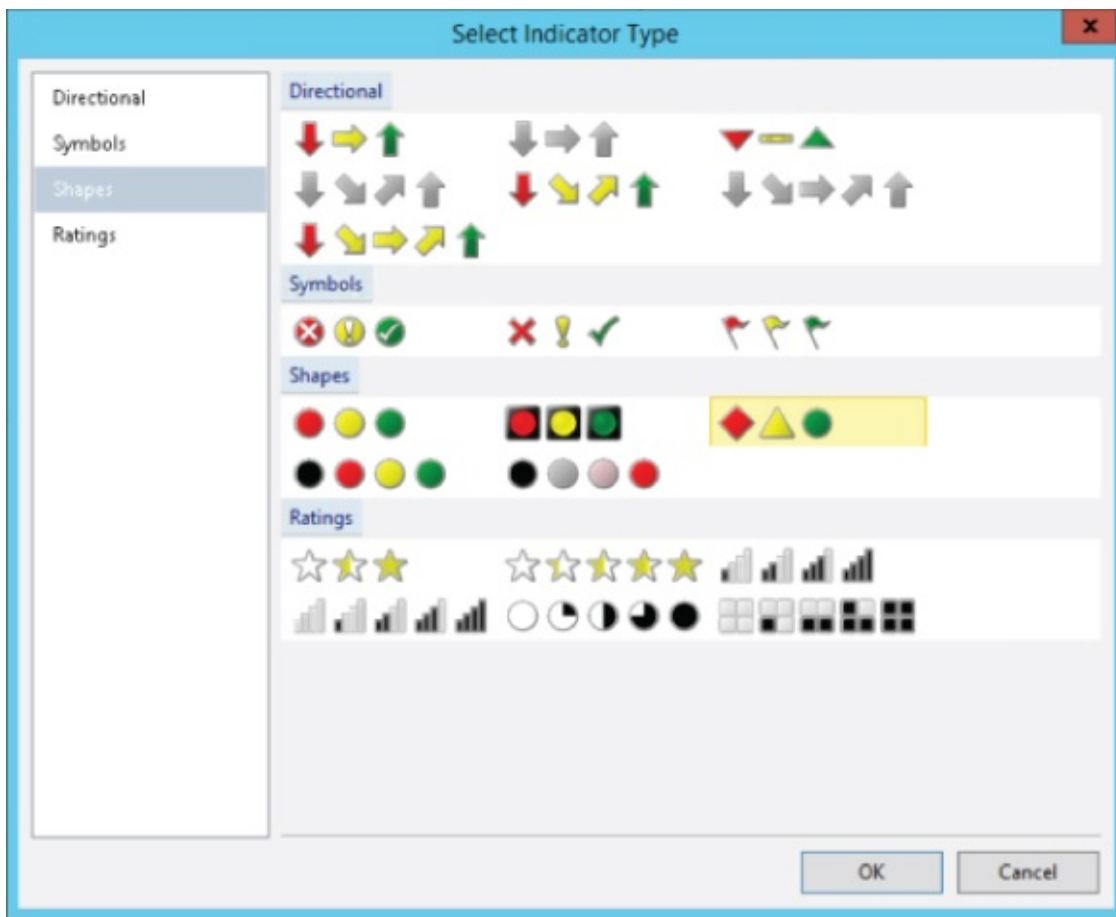 Select Indicator Type
Directional
Symbols
Shapes
Ratings
Directional
Symbols
Shapes
Ratings
OK
Cancel